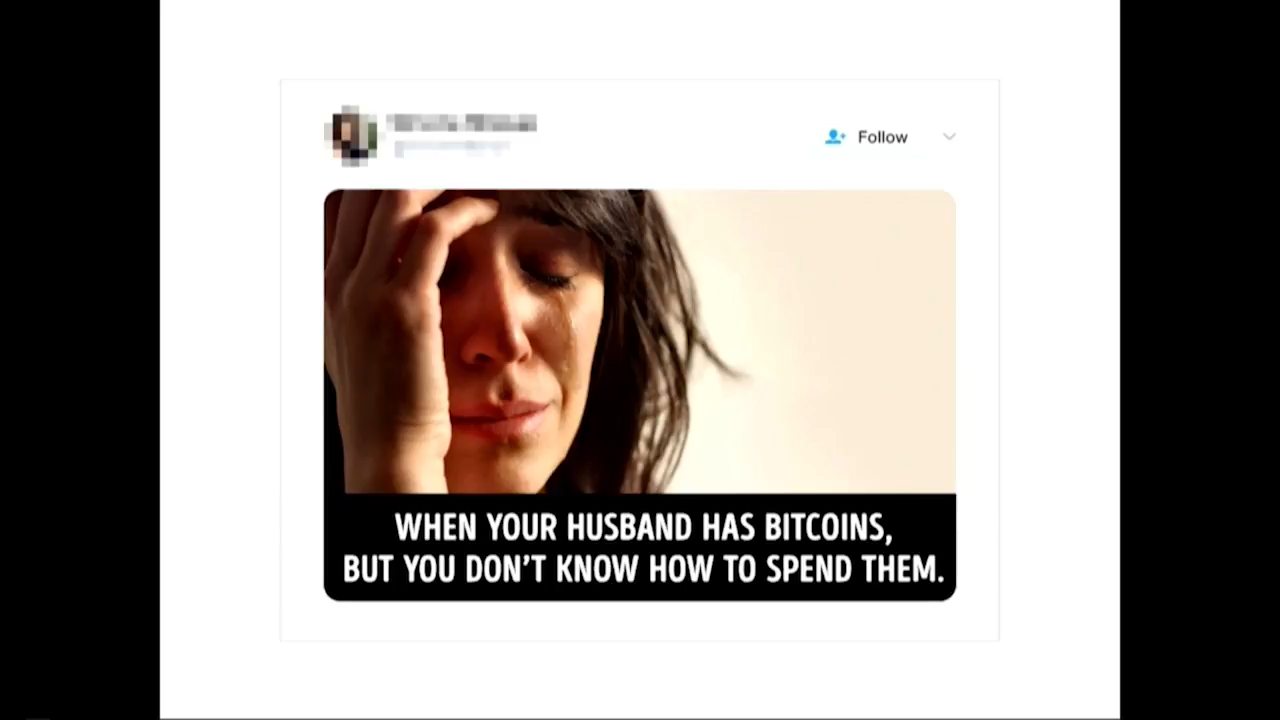 Follow
WHEN YOUR HUSBAND HAS BITCOINS,
BUT YOU DON'T KNOW HOW TO SPEND THEM.